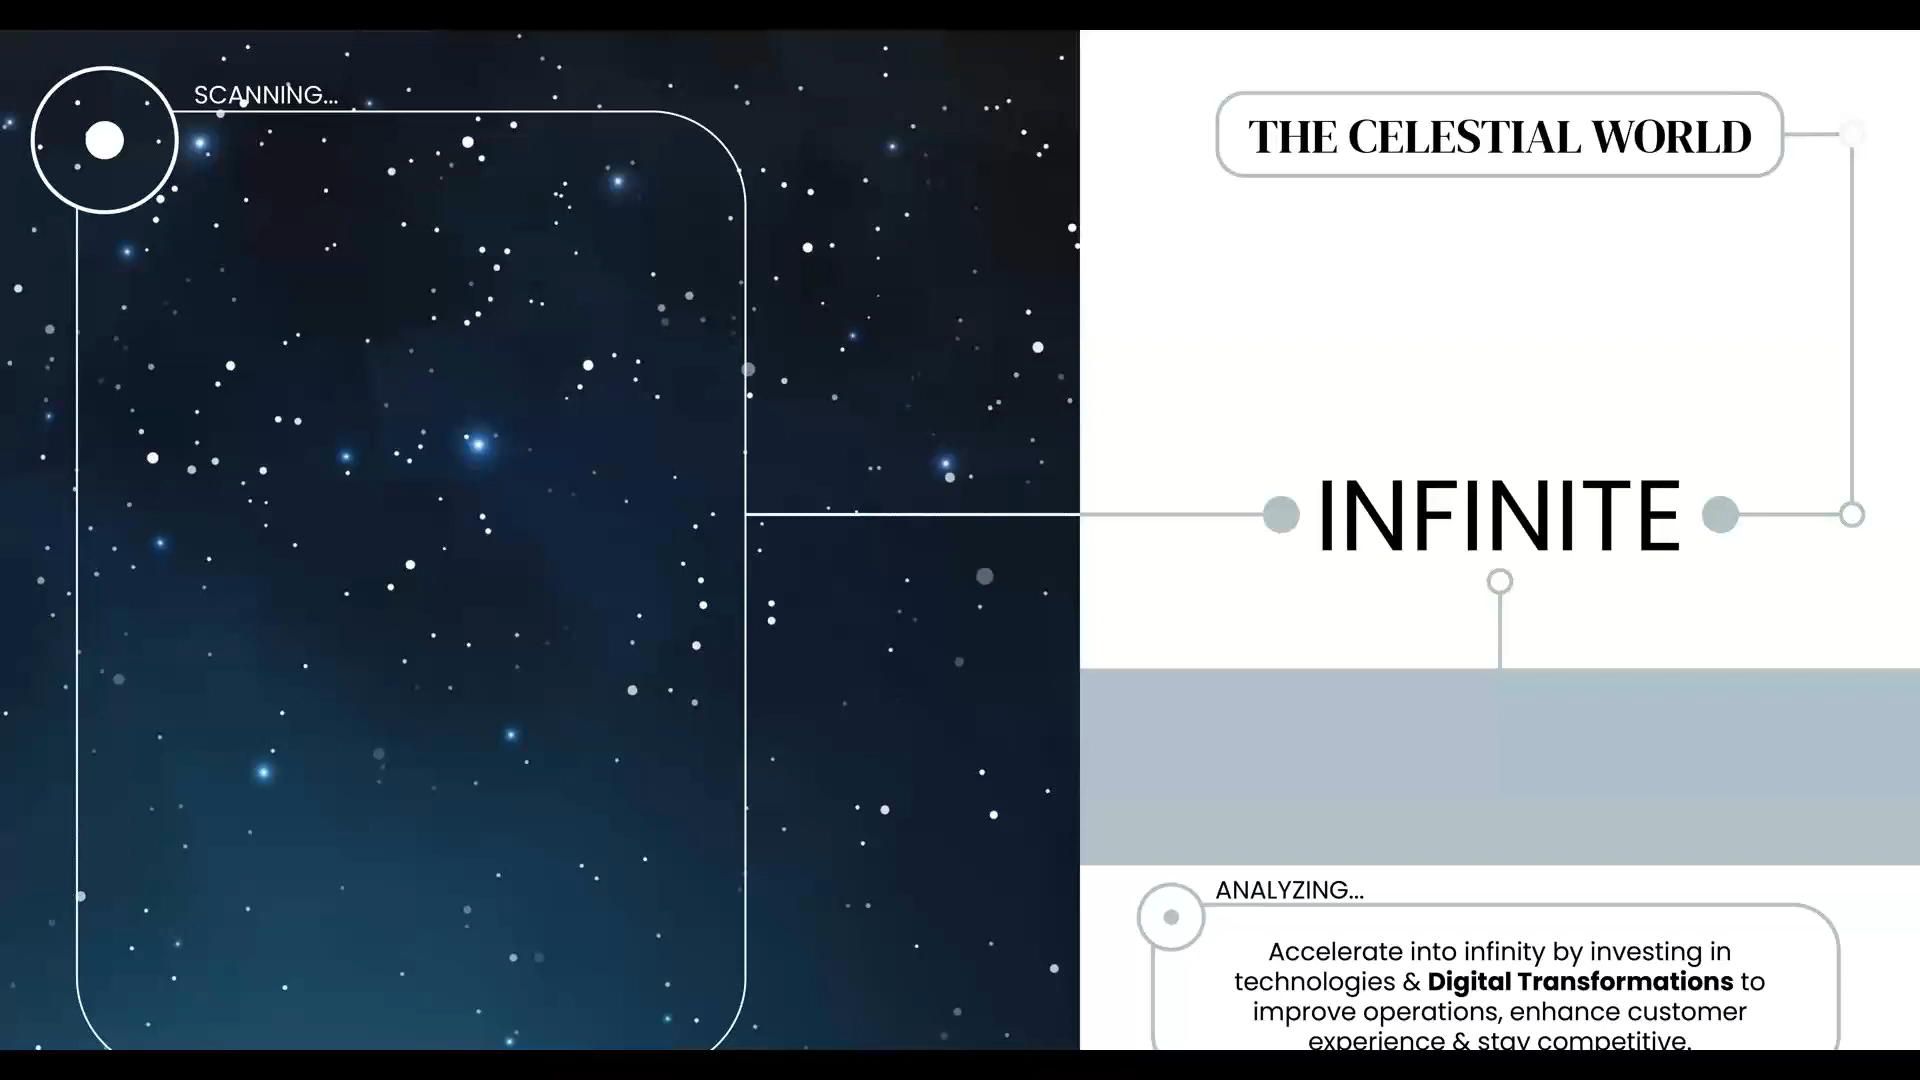 SCANNING...
THE CELESTIAL WORLD
INFINITE
ANALYZING...
Accelerate into infinity by investing in
technologies & Digital Transformations to
improve operations, enhance customer
experience & stay competitive.